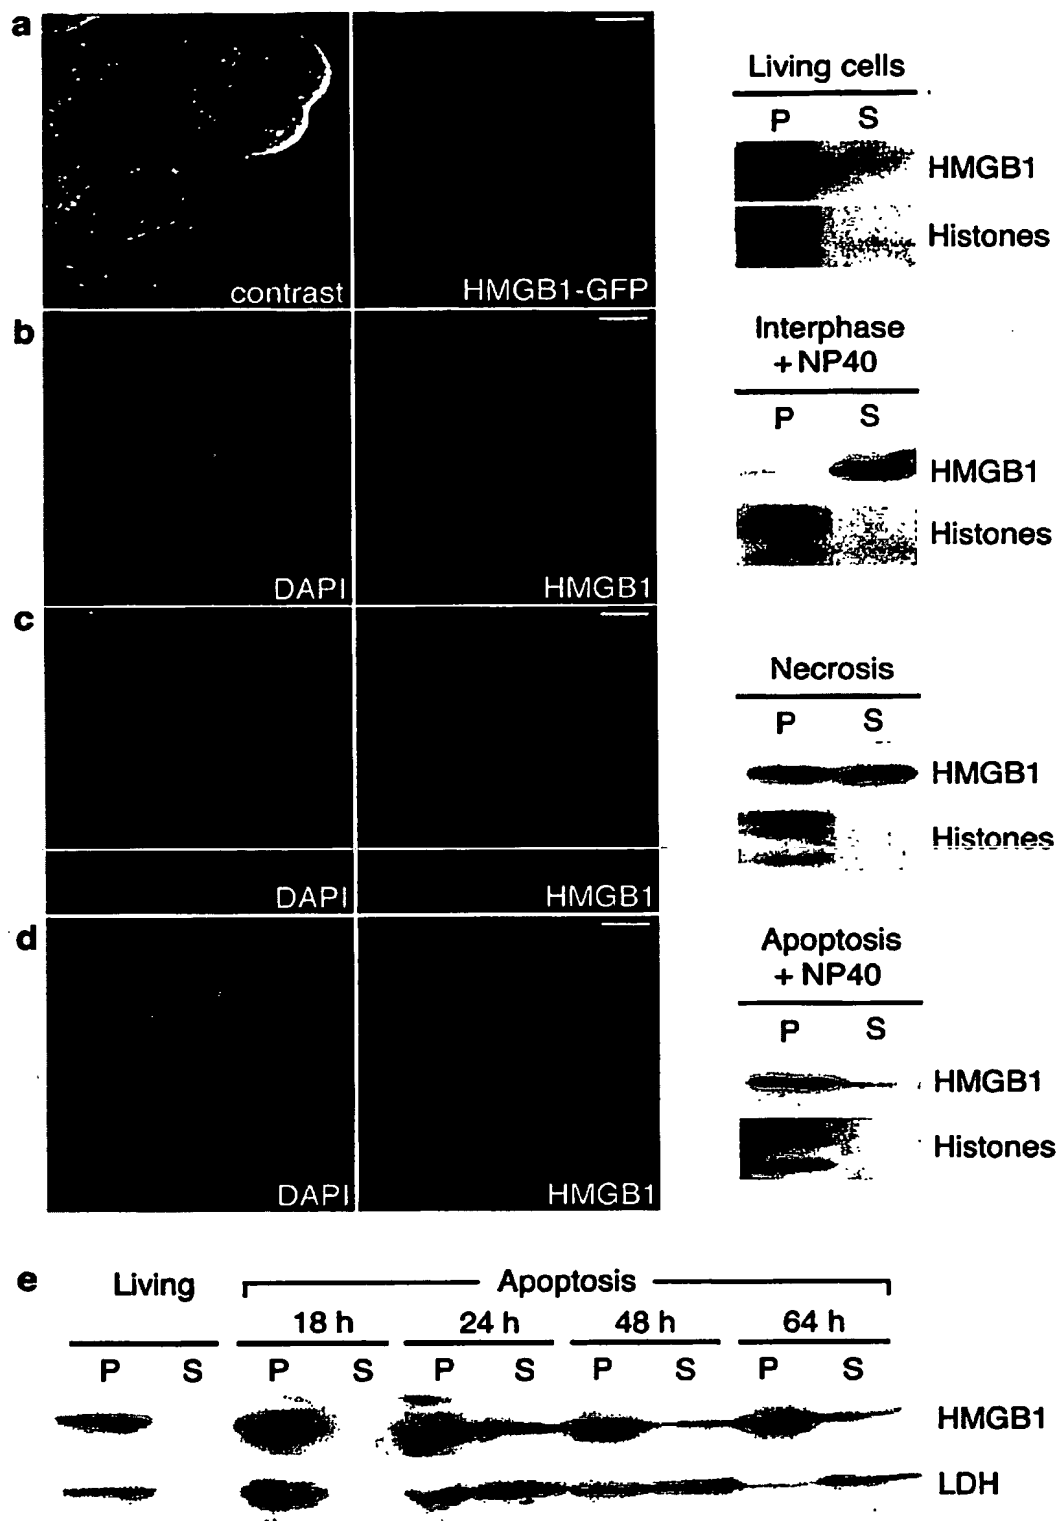 a
contrast
HMGB1-GFP
Living cells
P S
HMGB1
Histones
b
DAPI
HMGB1
Interphase
+ NP40
P S
HMGB1
Histones
c
DAPI
HMGB1
Necrosis
P S
HMGB1
Histones
d
DAPI
HMGB1
Apoptosis
+ NP40
P S
HMGB1
Histones
e
Living Apoptosis
18 h 24 h 48 h 64 h
P S P S P S P S P S
HMGB1
LDH